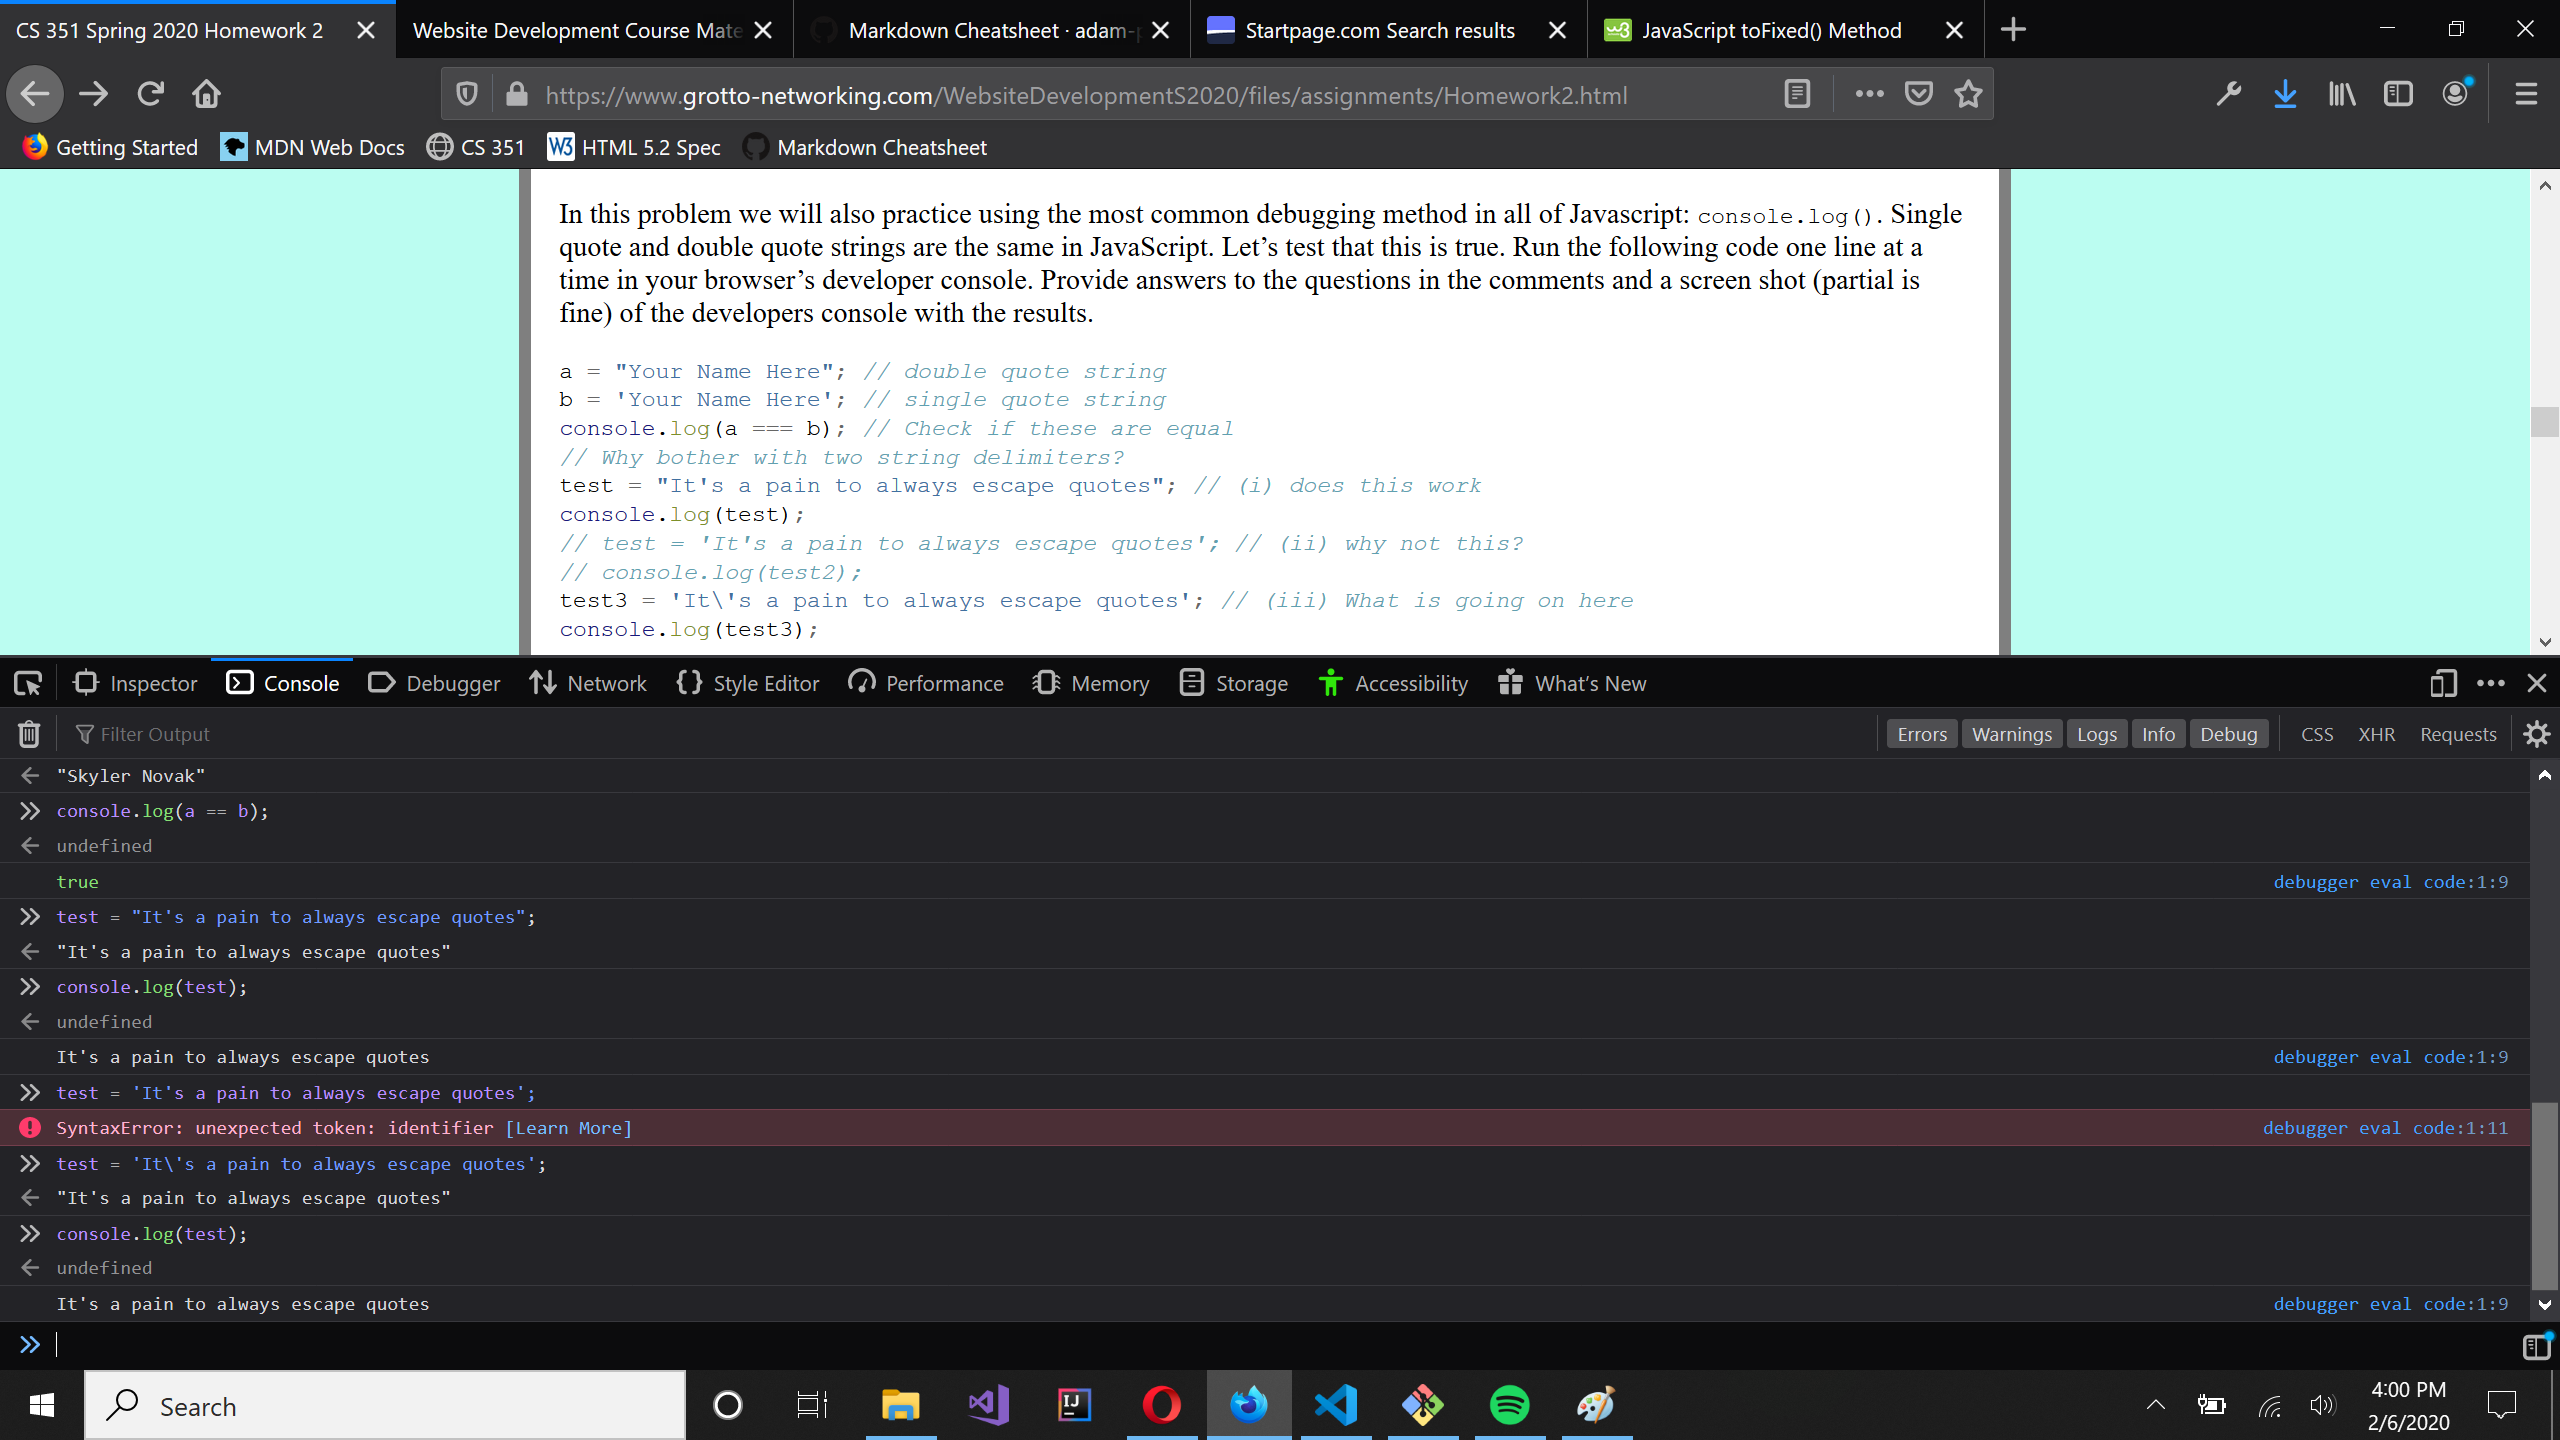 CS 351 Spring 2020 Homework 2
Website Development Course Mate
Markdown Cheatsheet · adam-p
Startpage.com Search results
JavaScript toFixed() Method
https://www.grotto-networking.com/WebsiteDevelopmentS2020/files/assignments/Homework2.html
Getting Started
MDN Web Docs
CS 351
HTML 5.2 Spec
Markdown Cheatsheet
In this problem we will also practice using the most common debugging method in all of Javascript: console.log(). Single
quote and double quote strings are the same in JavaScript. Let’s test that this is true. Run the following code one line at a
time in your browser’s developer console. Provide answers to the questions in the comments and a screen shot (partial is
fine) of the developers console with the results.
a = "Your Name Here"; // double quote string
b = 'Your Name Here'; // single quote string
console.log(a === b); // Check if these are equal
// Why bother with two string delimiters?
test = "It's a pain to always escape quotes"; // (i) does this work
console.log(test);
// test = 'It's a pain to always escape quotes'; // (ii) why not this?
// console.log(test2);
test3 = 'It\'s a pain to always escape quotes'; // (iii) What is going on here
console.log(test3);
Inspector
Console
Debugger
Network
Style Editor
Performance
Memory
Storage
Accessibility
What’s New
Filter Output
Errors
Warnings
Logs
Info
Debug
CSS
XHR
Requests
"Skyler Novak"
console.log(a == b);
undefined
true debugger eval code:1:9
test = "It's a pain to always escape quotes";
"It's a pain to always escape quotes"
console.log(test);
undefined
It's a pain to always escape quotes debugger eval code:1:9
test = 'It's a pain to always escape quotes';
SyntaxError: unexpected token: identifier [Learn More] debugger eval code:1:11
test = 'It\'s a pain to always escape quotes';
"It's a pain to always escape quotes"
console.log(test);
undefined
It's a pain to always escape quotes debugger eval code:1:9
Search
4:00 PM
2/6/2020